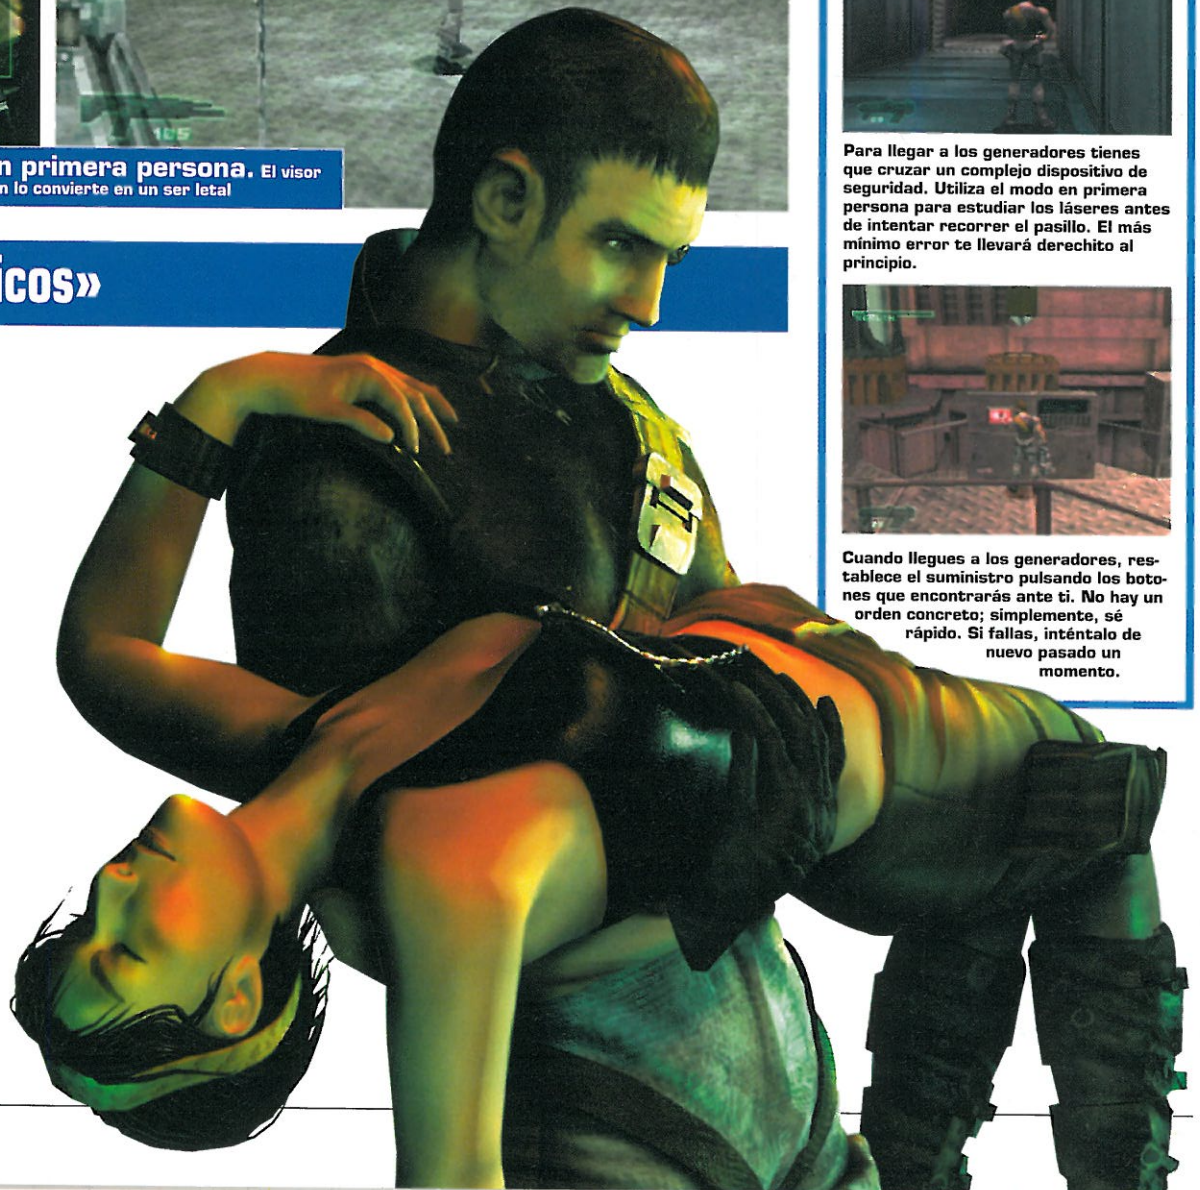 105
n primera persona. El visor
n lo convierte en un ser letal
icos»
Para llegar a los generadores tienes
que cruzar un complejo dispositivo de
seguridad. Utiliza el modo en primera
persona para estudiar los láseres antes
de intentar recorrer el pasillo. El más
mínimo error te llevará derechito al
principio.
Cuando llegues a los generadores, res-
tablece el suministro pulsando los boto-
nes que encontrarás ante ti. No hay un
orden concreto; simplemente, sé
rápido. Si fallas, inténtalo de
nuevo pasado un
momento.